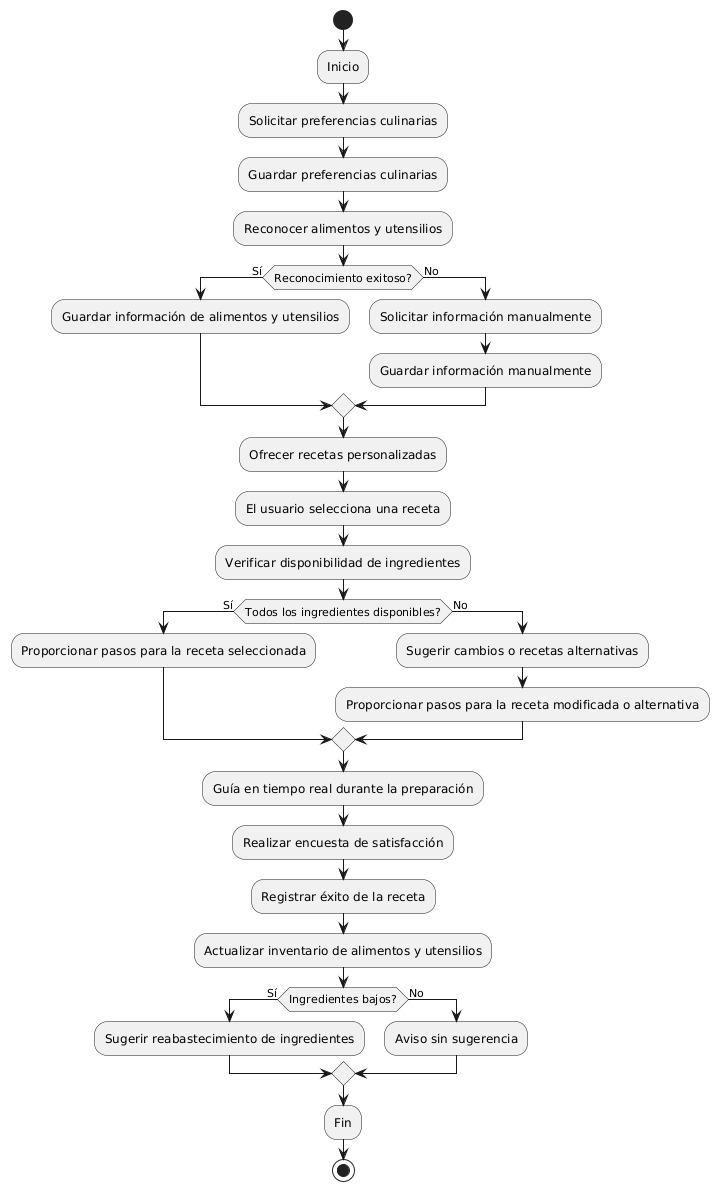 Inicio
Solicitar preferencias culinarias
Guardar preferencias culinarias
Reconocer alimentos y utensilios
Sí
Reconocimiento exitoso?
No
Guardar información de alimentos y utensilios
Solicitar información manualmente
Guardar información manualmente
Ofrecer recetas personalizadas
El usuario selecciona una receta
Verificar disponibilidad de ingredientes
Sí
Todos los ingredientes disponibles?
No
Proporcionar pasos para la receta seleccionada
Sugerir cambios o recetas alternativas
Proporcionar pasos para la receta modificada o alternativa
Guía en tiempo real durante la preparación
Realizar encuesta de satisfacción
Registrar éxito de la receta
Actualizar inventario de alimentos y utensilios
Sí
Ingredientes bajos?
No
Sugerir reabastecimiento de ingredientes
Aviso sin sugerencia
Fin